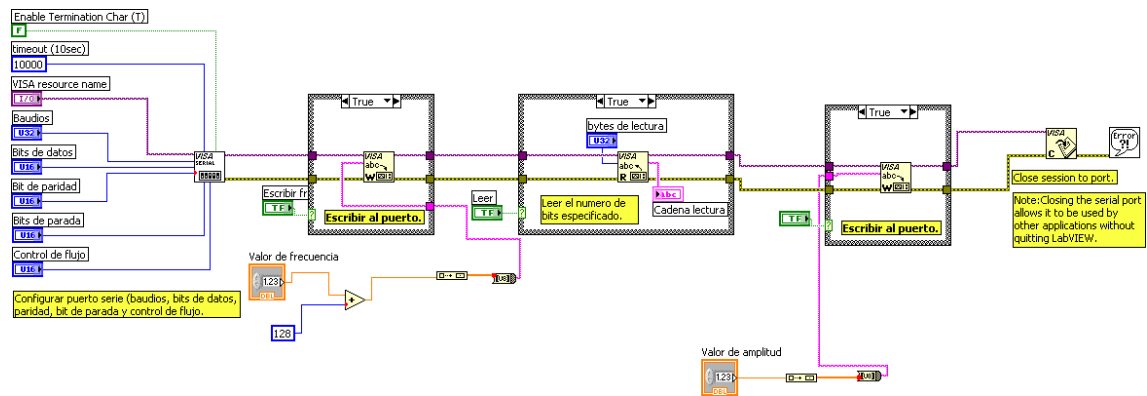 Enable Termination Char (T)
F
timeout (10sec)
10000
VISA resource name
I/O
Baudios
U32
Bits de datos
U16
Bit de paridad
U16
Bits de parada
U16
Control de flujo
U16
Configurar puerto serie (baudios, bits de datos,
paridad, bit de parada y control de flujo.
VISA
SERIAL
True
VISA
abc
W
Escribir fr
TF
Escribir al puerto.
Valor de frecuencia
1.23
DBL
128
[U8]
True
bytes de lectura
U32
VISA
abc
R
abc
Cadena lectura
Leer
TF
Leer el numero de
bits especificado.
True
VISA
abc
W
TF
Escribir al puerto.
Valor de amplitud
1.23
DBL
[U8]
VISA
C
Error
?!
Close session to port.
Note:Closing the serial port
allows it to be used by
other applications without
quitting LabVIEW.